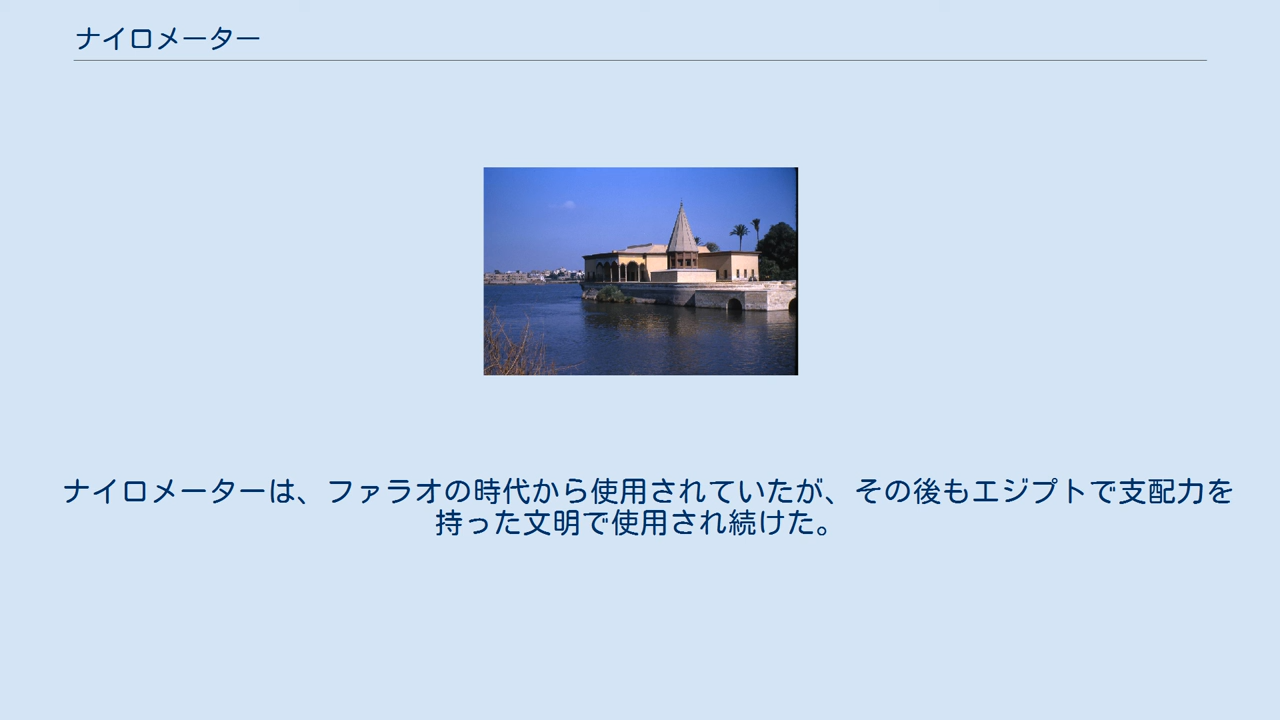 ナイロメーター
ナイロメーターは、ファラオの時代から使用されていたが、その後もエジプトで支配力を
持った文明で使用され続けた。